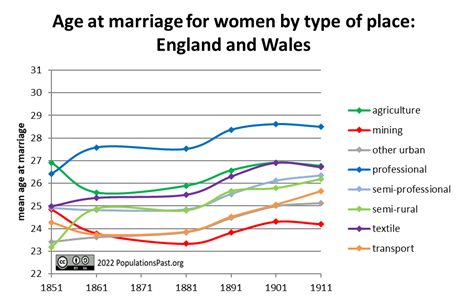 Age at marriage for women by type of place:
England and Wales
mean age at marriage
31
30
29
28
27
26
25
24
23
22
1851
1861
1871
1881
1891
1901
1911
cc
BY
2022 PopulationsPast.org
agriculture
mining
other urban
professional
semi-professional
semi-rural
textile
transport